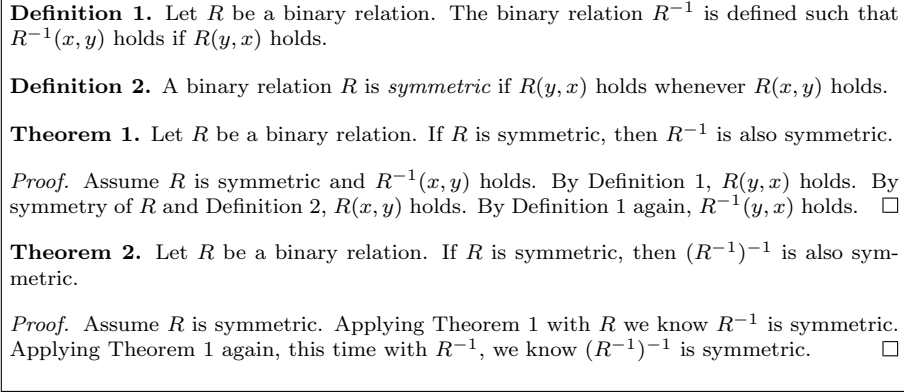 Definition 1. Let R be a binary relation. The binary relation R⁻¹ is defined such that
R⁻¹(x, y) holds if R(y, x) holds.
Definition 2. A binary relation R is symmetric if R(y, x) holds whenever R(x, y) holds.
Theorem 1. Let R be a binary relation. If R is symmetric, then R⁻¹ is also symmetric.
Proof. Assume R is symmetric and R⁻¹(x, y) holds. By Definition 1, R(y, x) holds. By
symmetry of R and Definition 2, R(x, y) holds. By Definition 1 again, R⁻¹(y, x) holds. □
Theorem 2. Let R be a binary relation. If R is symmetric, then (R⁻¹)⁻¹ is also sym-
metric.
Proof. Assume R is symmetric. Applying Theorem 1 with R we know R⁻¹ is symmetric.
Applying Theorem 1 again, this time with R⁻¹, we know (R⁻¹)⁻¹ is symmetric. □